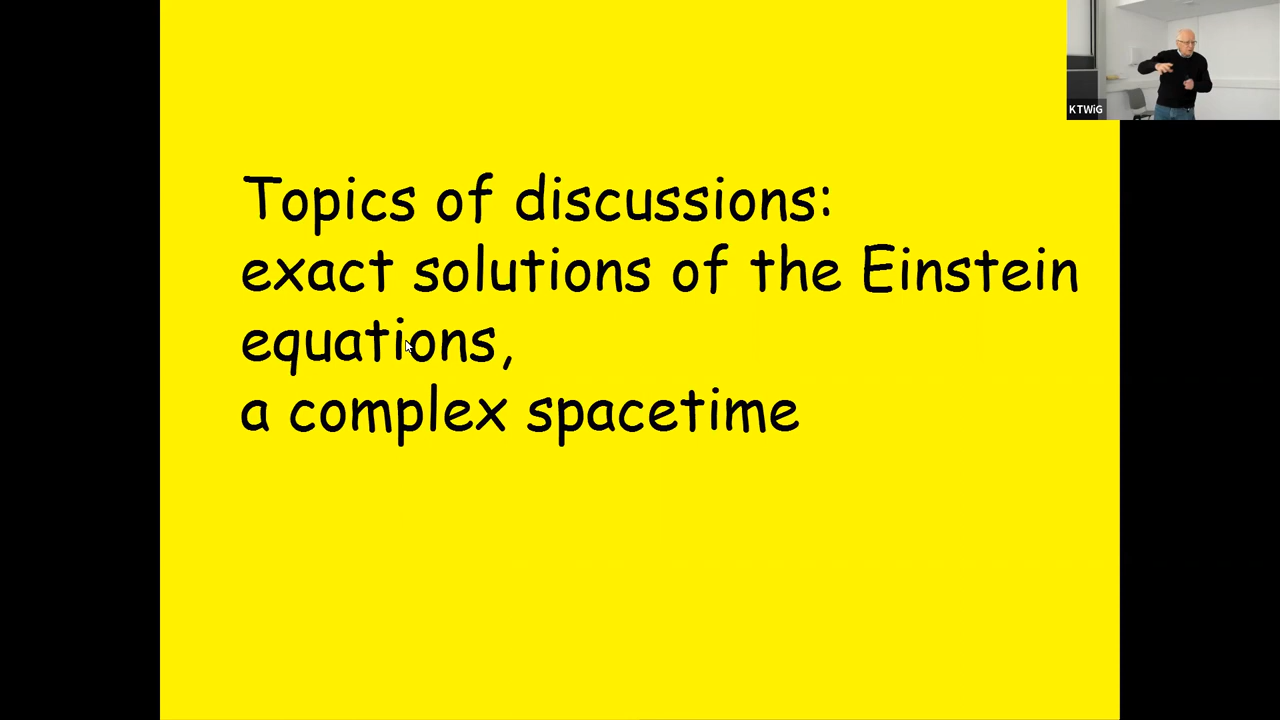 KTWiG
Topics of discussions:
exact solutions of the Einstein
equations,
a complex spacetime